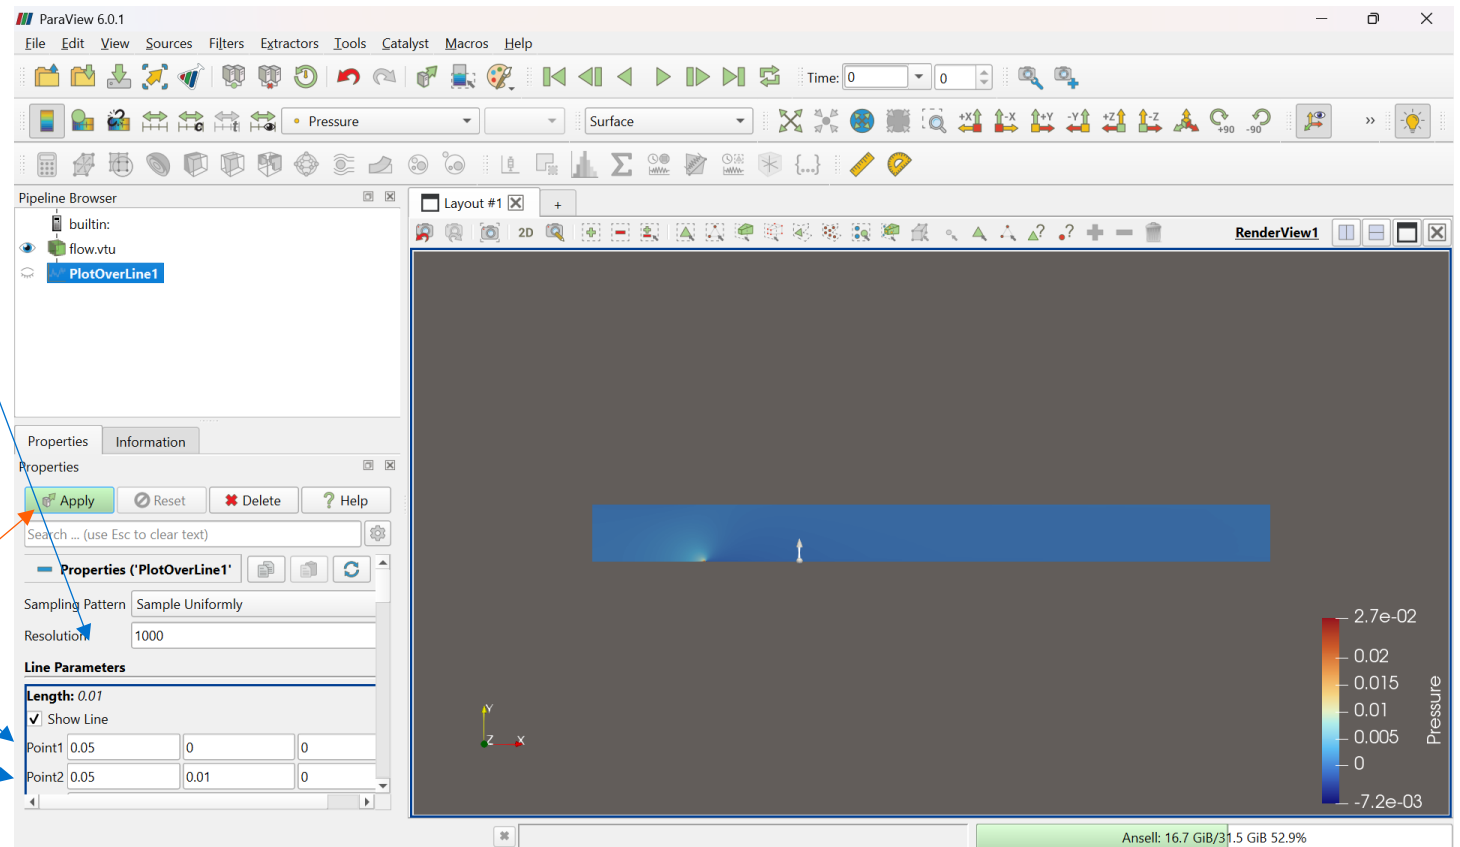 ParaView 6.0.1
File Edit View Sources Filters Extractors Tools Catalyst Macros Help
Time: 0 0
Pressure Surface +X -X +Y -Y +Z -Z +90 -90 »
{...}
Pipeline Browser
Layout #1 +
builtin:
2D ? ? RenderView1
flow.vtu
PlotOverLine1
Properties Information
Properties
Apply Reset Delete ? Help
Search ... (use Esc to clear text)
Properties ('PlotOverLine1'
Sampling Pattern Sample Uniformly
Resolution 1000
Line Parameters
Length: 0.01
Show Line
Point1 0.05 0 0
Point2 0.05 0.01 0
Y
Z X
2.7e-02
0.02
0.015
0.01
0.005
0
-7.2e-03
Pressure
Ansell: 16.7 GiB/31.5 GiB 52.9%